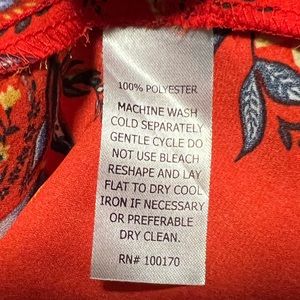 100% POLYESTER
MACHINE WASH
COLD SEPARATELY
GENTLE CYCLE DO
NOT USE BLEACH
RESHAPE AND LAY
FLAT TO DRY COOL
IRON IF NECESSARY
OR PREFERABLE
DRY CLEAN.
RN# 100170